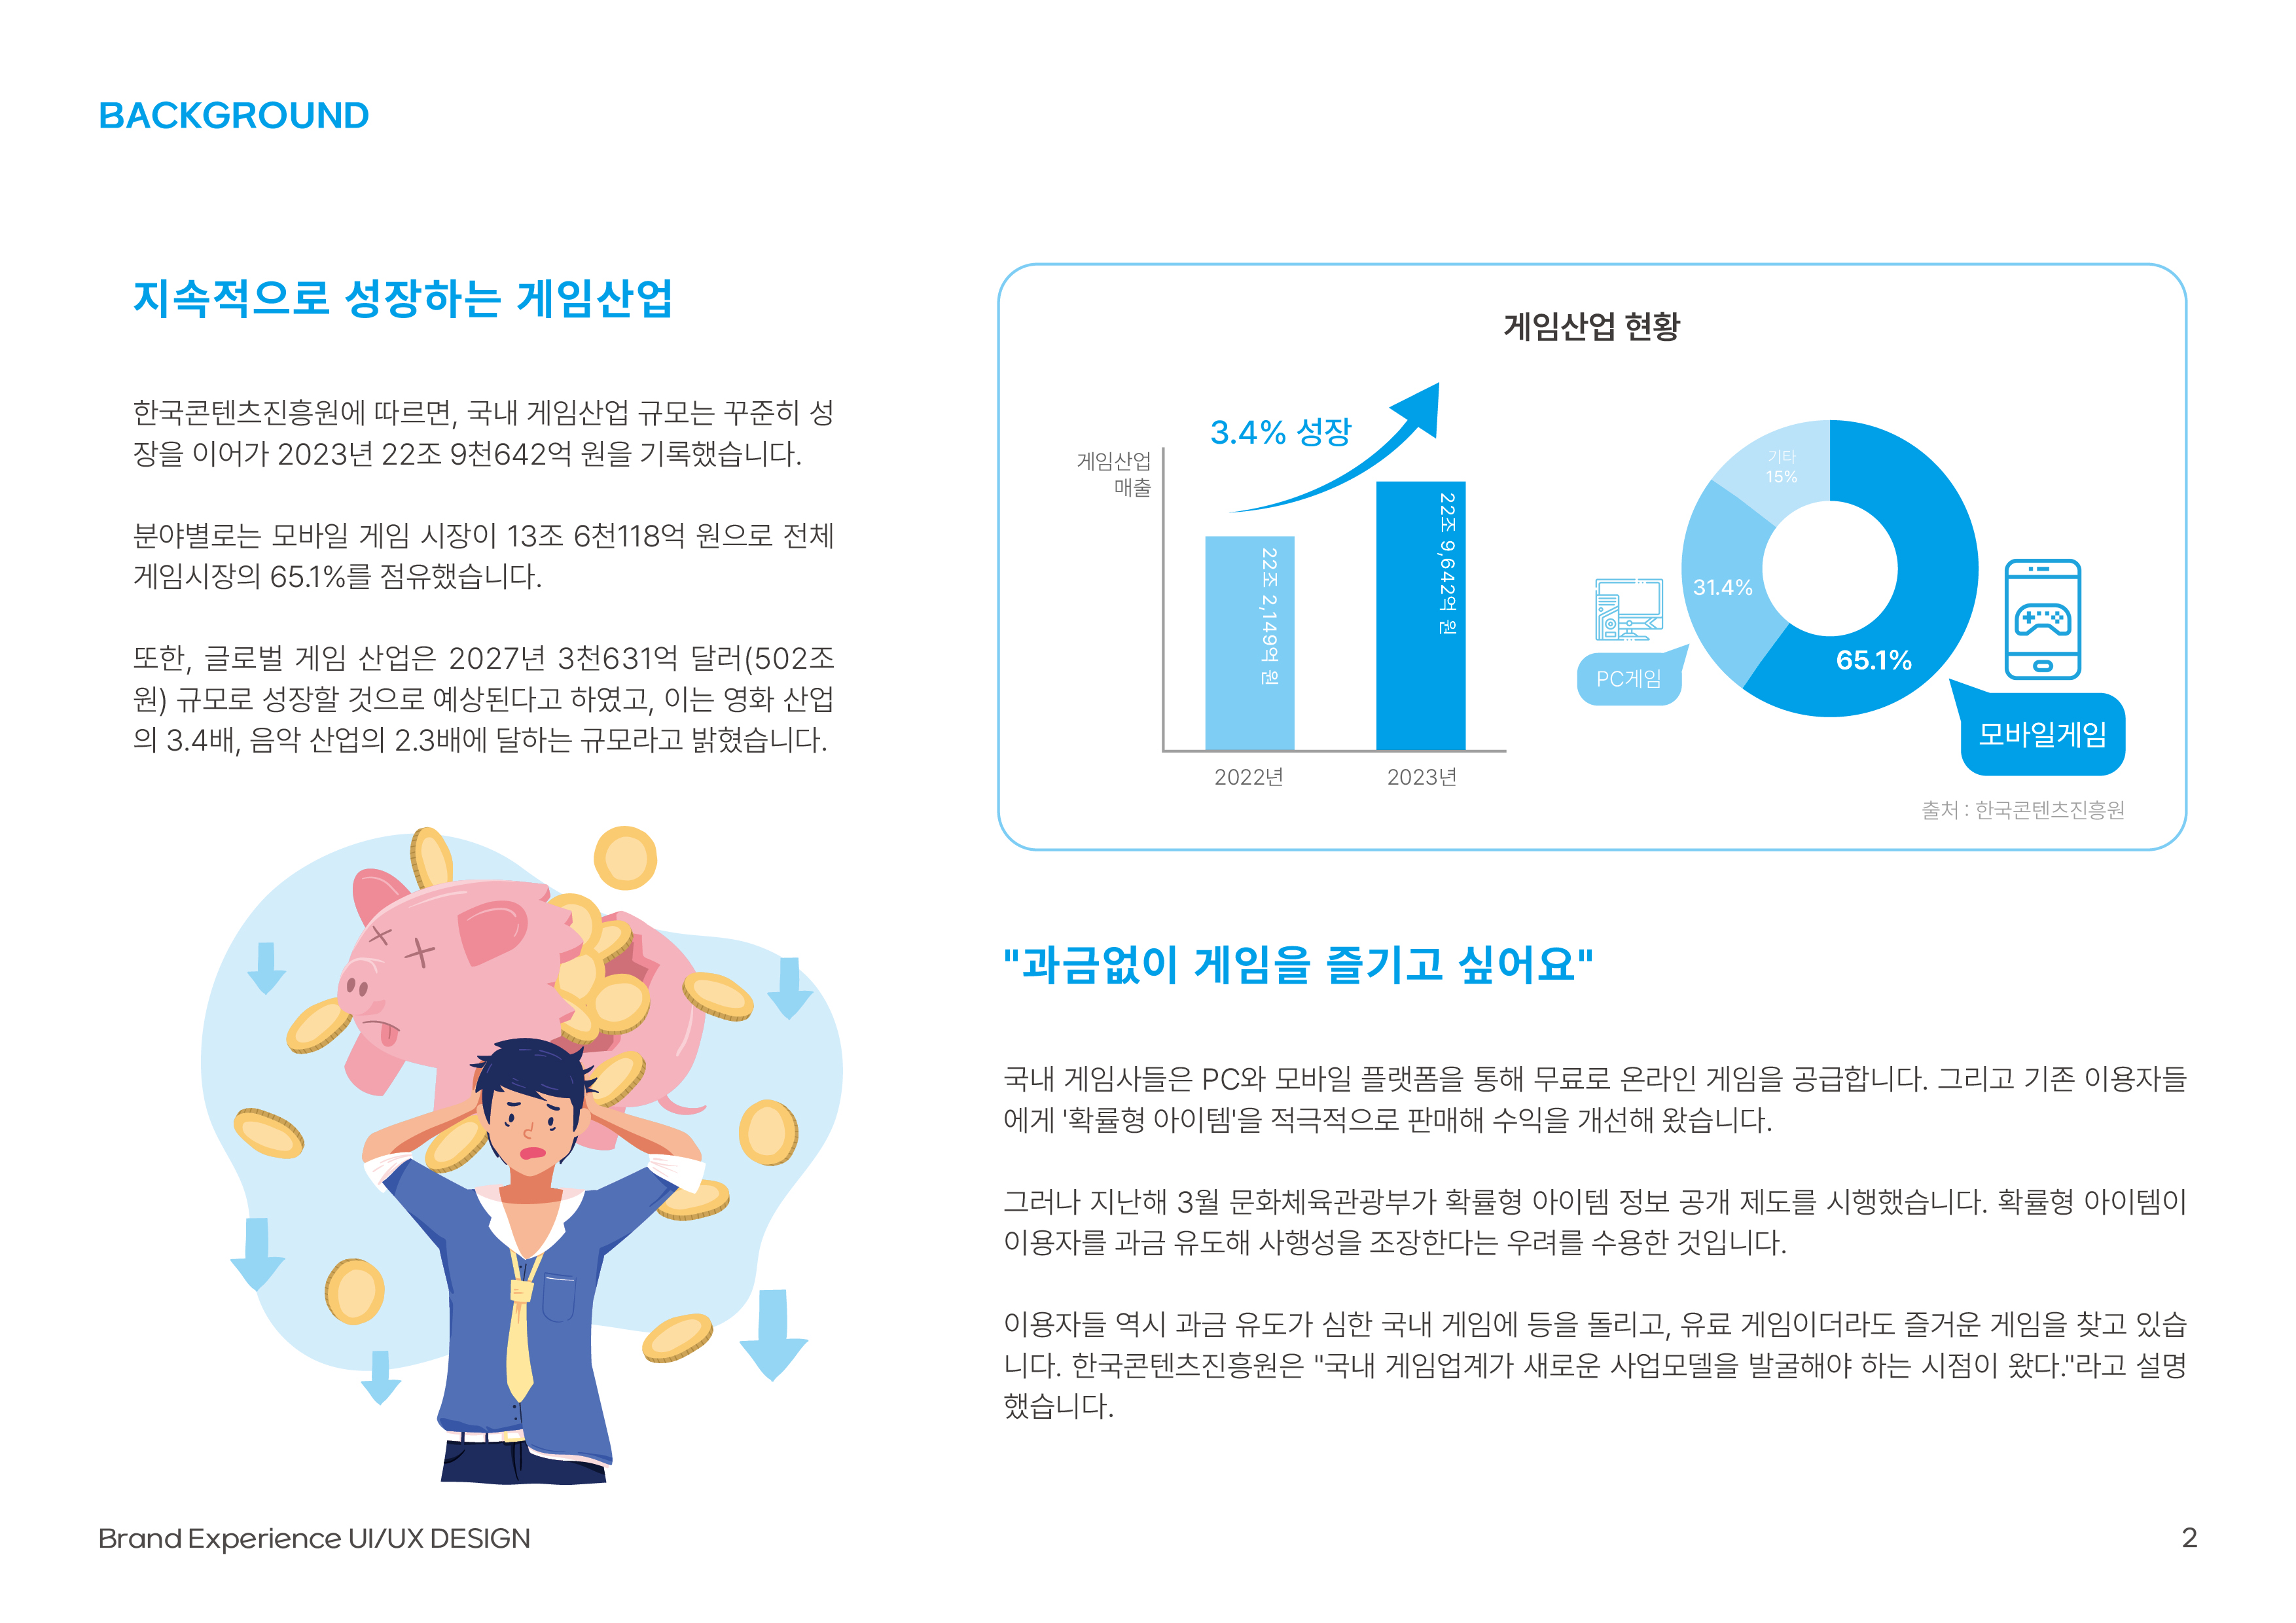 BACKGROUND
지속적으로 성장하는 게임산업
한국콘텐츠진흥원에 따르면, 국내 게임산업 규모는 꾸준히 성
장을 이어가 2023년 22조 9천642억 원을 기록했습니다.
분야별로는 모바일 게임 시장이 13조 6천118억 원으로 전체
게임시장의 65.1%를 점유했습니다.
또한, 글로벌 게임 산업은 2027년 3천631억 달러(502조
원) 규모로 성장할 것으로 예상된다고 하였고, 이는 영화 산업
의 3.4배, 음악 산업의 2.3배에 달하는 규모라고 밝혔습니다.
게임산업 현황
3.4% 성장
게임산업
매출
22조 2,149억 원
22조 9,642억 원
2022년
2023년
기타
15%
31.4%
65.1%
PC게임
모바일게임
출처 : 한국콘텐츠진흥원
"과금없이 게임을 즐기고 싶어요"
국내 게임사들은 PC와 모바일 플랫폼을 통해 무료로 온라인 게임을 공급합니다. 그리고 기존 이용자들
에게 '확률형 아이템'을 적극적으로 판매해 수익을 개선해 왔습니다.
그러나 지난해 3월 문화체육관광부가 확률형 아이템 정보 공개 제도를 시행했습니다. 확률형 아이템이
이용자를 과금 유도해 사행성을 조장한다는 우려를 수용한 것입니다.
이용자들 역시 과금 유도가 심한 국내 게임에 등을 돌리고, 유료 게임이더라도 즐거운 게임을 찾고 있습
니다. 한국콘텐츠진흥원은 "국내 게임업계가 새로운 사업모델을 발굴해야 하는 시점이 왔다."라고 설명
했습니다.
Brand Experience UI/UX DESIGN
2